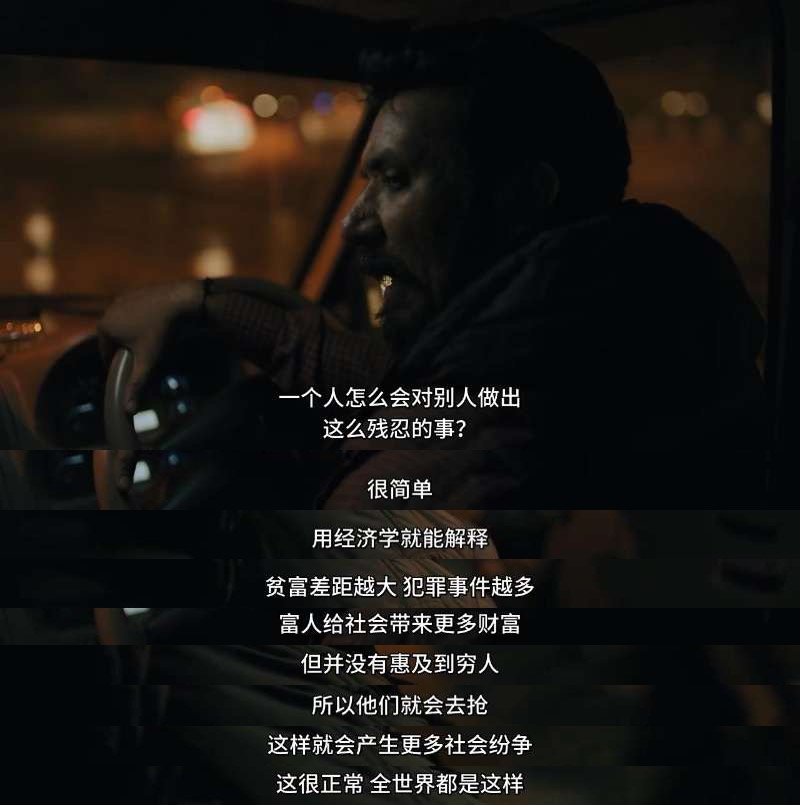 一个人怎么会对别人做出
这么残忍的事?
很简单
用经济学就能解释
贫富差距越大 犯罪事件越多
富人给社会带来更多财富
但并没有惠及到穷人
所以他们就会去抢
这样就会产生更多社会纷争
这很正常 全世界都是这样